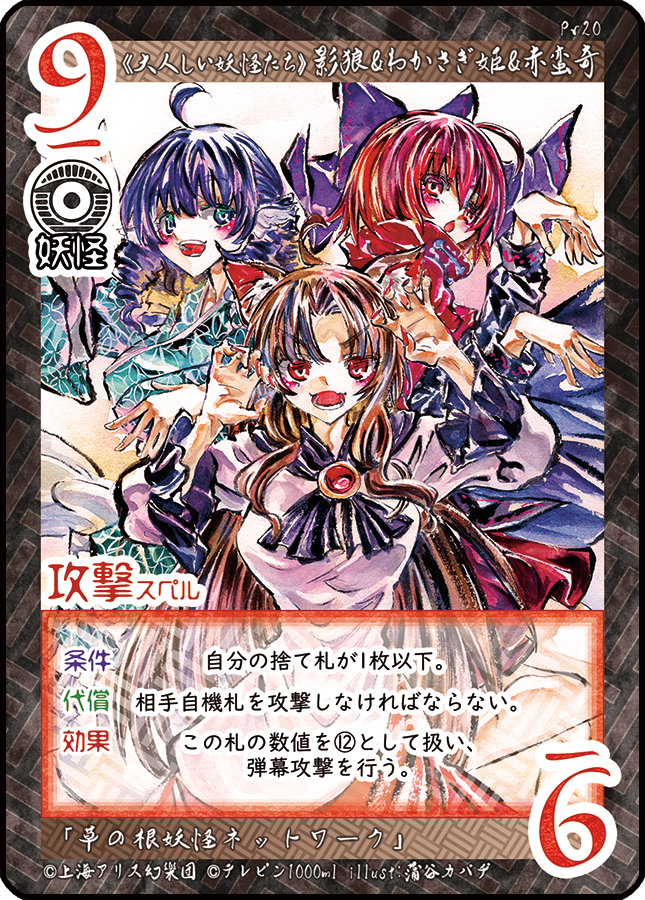 Pr20
9
《大人しい妖怪たち》影狼&わかさぎ姫&赤蛮奇
妖怪
攻撃スペル
条件 自分の捨て札が1枚以下。
代償 相手自機札を攻撃しなければならない。
効果 この札の数値を⑫として扱い、
弾幕攻撃を行う。
9
「草の根妖怪ネットワーク」
©上海アリス幻樂団 ©テレピン1000ml illust:蒲谷カバヂ